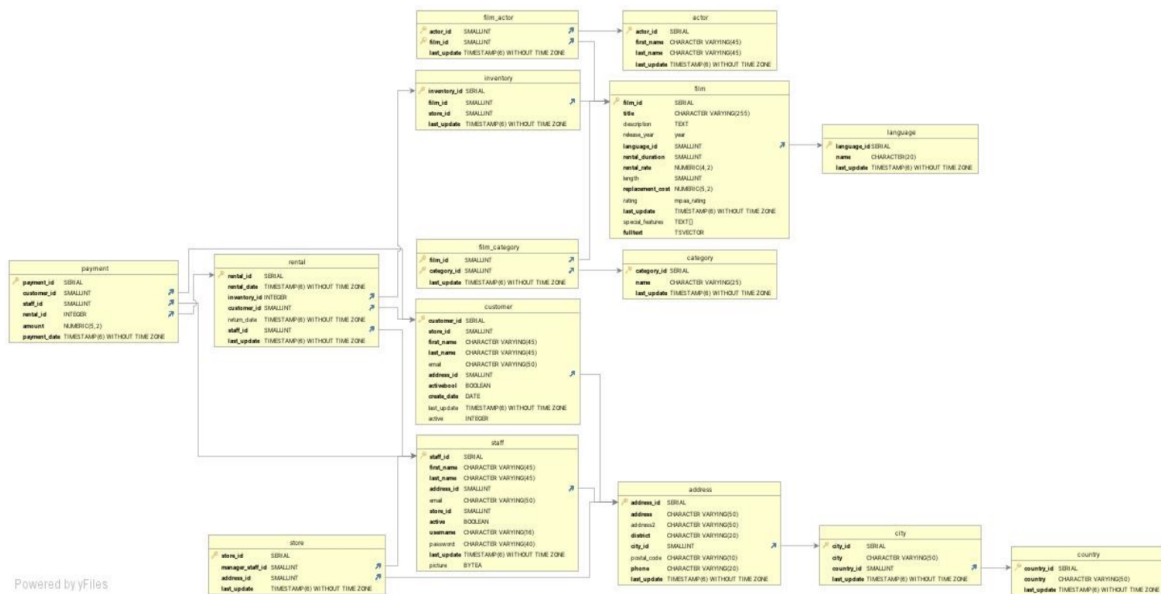 film_actor
actor_id SMALLINT
film_id SMALLINT
last_update TIMESTAMP(6) WITHOUT TIME ZONE
actor
actor_id SERIAL
first_name CHARACTER VARYING(45)
last_name CHARACTER VARYING(45)
last_update TIMESTAMP(6) WITHOUT TIME ZONE
inventory
inventory_id SERIAL
film_id SMALLINT
store_id SMALLINT
last_update TIMESTAMP(6) WITHOUT TIME ZONE
film
film_id SERIAL
title CHARACTER VARYING(255)
description TEXT
release_year year
language_id SMALLINT
rental_duration SMALLINT
rental_rate NUMERIC(4,2)
length SMALLINT
replacement_cost NUMERIC(5,2)
rating mpaa_rating
last_update TIMESTAMP(6) WITHOUT TIME ZONE
special_features TEXT[]
fulltext TSVECTOR
language
language_id SERIAL
name CHARACTER(20)
last_update TIMESTAMP(6) WITHOUT TIME ZONE
film_category
film_id SMALLINT
category_id SMALLINT
last_update TIMESTAMP(6) WITHOUT TIME ZONE
category
category_id SERIAL
name CHARACTER VARYING(25)
last_update TIMESTAMP(6) WITHOUT TIME ZONE
payment
payment_id SERIAL
customer_id SMALLINT
staff_id SMALLINT
rental_id INTEGER
amount NUMERIC(5,2)
payment_date TIMESTAMP(6) WITHOUT TIME ZONE
rental
rental_id SERIAL
rental_date TIMESTAMP(6) WITHOUT TIME ZONE
inventory_id INTEGER
customer_id SMALLINT
return_date TIMESTAMP(6) WITHOUT TIME ZONE
staff_id SMALLINT
last_update TIMESTAMP(6) WITHOUT TIME ZONE
customer
customer_id SERIAL
store_id SMALLINT
first_name CHARACTER VARYING(45)
last_name CHARACTER VARYING(45)
email CHARACTER VARYING(50)
address_id SMALLINT
activebool BOOLEAN
create_date DATE
last_update TIMESTAMP(6) WITHOUT TIME ZONE
active INTEGER
staff
staff_id SERIAL
first_name CHARACTER VARYING(45)
last_name CHARACTER VARYING(45)
address_id SMALLINT
email CHARACTER VARYING(50)
store_id SMALLINT
active BOOLEAN
username CHARACTER VARYING(16)
password CHARACTER VARYING(40)
last_update TIMESTAMP(6) WITHOUT TIME ZONE
picture BYTEA
store
store_id SERIAL
manager_staff_id SMALLINT
address_id SMALLINT
last_update TIMESTAMP(6) WITHOUT TIME ZONE
address
address_id SERIAL
address CHARACTER VARYING(50)
address2 CHARACTER VARYING(50)
district CHARACTER VARYING(20)
city_id SMALLINT
postal_code CHARACTER VARYING(10)
phone CHARACTER VARYING(20)
last_update TIMESTAMP(6) WITHOUT TIME ZONE
city
city_id SERIAL
city CHARACTER VARYING(50)
country_id SMALLINT
last_update TIMESTAMP(6) WITHOUT TIME ZONE
country
country_id SERIAL
country CHARACTER VARYING(50)
last_update TIMESTAMP(6) WITHOUT TIME ZONE
Powered by yFiles